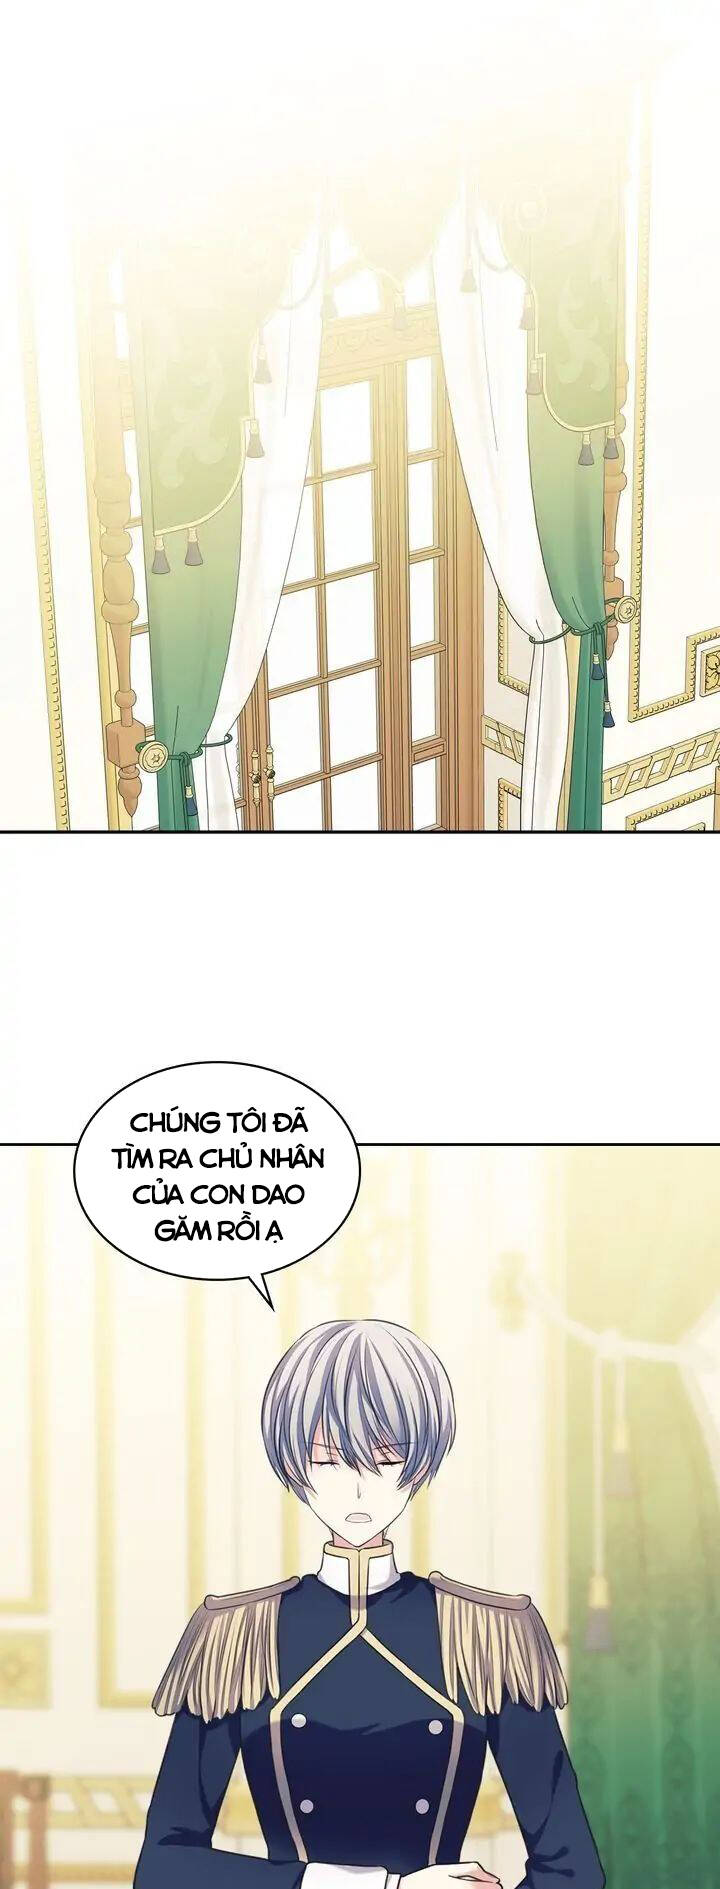 CHÚNG TÔI ĐÃ
TÌM RA CHỦ NHÂN
CỦA CON DAO
GĂM RỒI Ạ